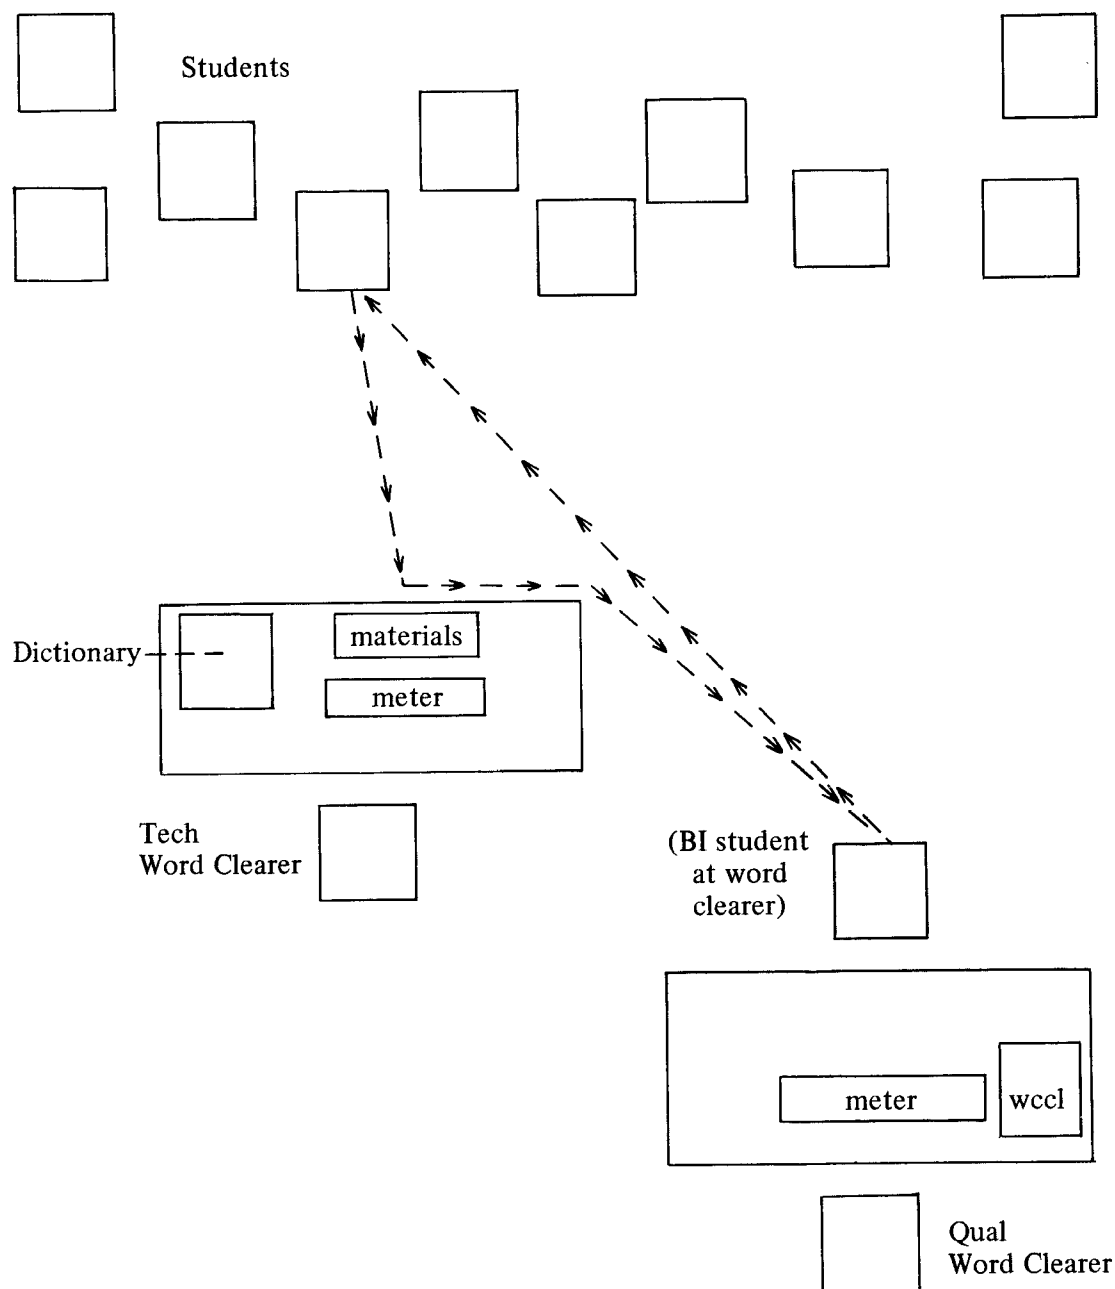 Students
materials
Dictionary
meter
Tech
Word Clearer
(BI student
at word
clearer)
meter
wccl
Qual
Word Clearer